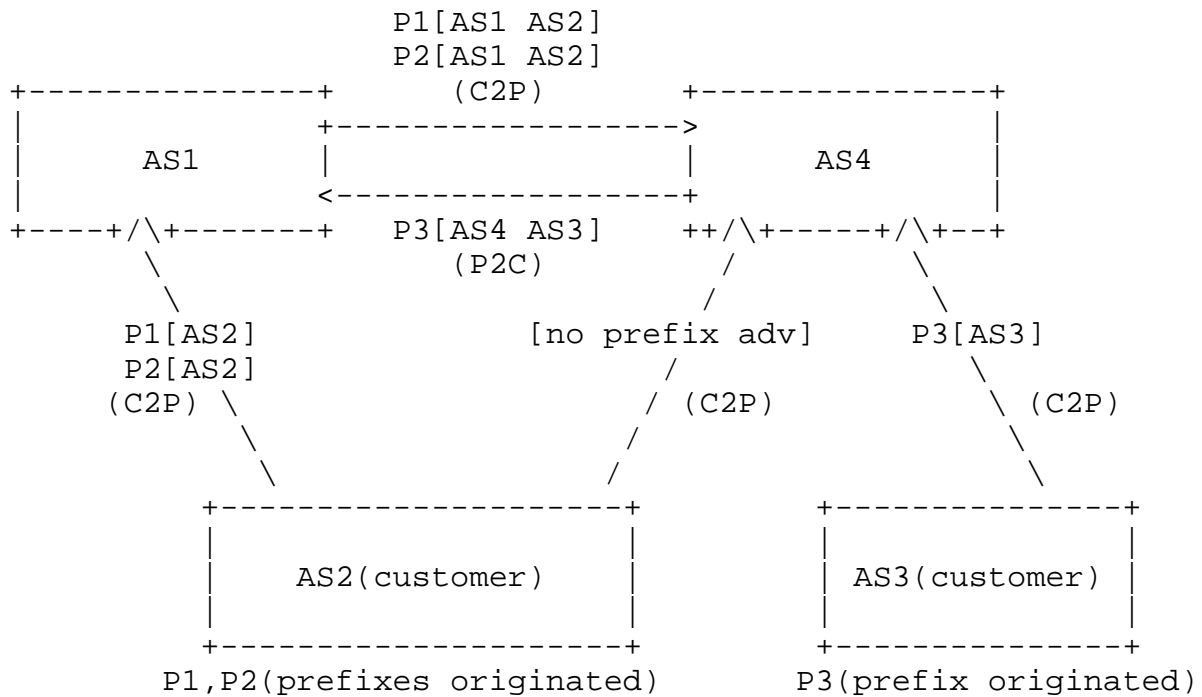 P1[AS1 AS2]
P2[AS1 AS2]
(C2P)
AS1
AS4
P3[AS4 AS3]
(P2C)
P1[AS2]
P2[AS2]
(C2P)
[no prefix adv]
(C2P)
P3[AS3]
(C2P)
AS2(customer)
AS3(customer)
P1,P2(prefixes originated)
P3(prefix originated)